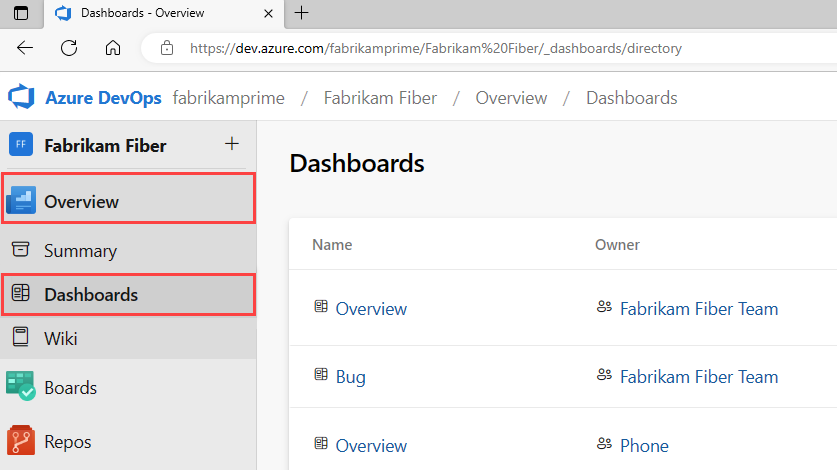 Dashboards - Overview
https://dev.azure.com/fabrikamprime/Fabrikam%20Fiber/_dashboards/directory
Azure DevOps fabrikamprime / Fabrikam Fiber / Overview / Dashboards
FF Fabrikam Fiber +
Overview
Summary
Dashboards
Wiki
Boards
Repos
Dashboards
Name Owner
Overview Fabrikam Fiber Team
Bug Fabrikam Fiber Team
Overview Phone